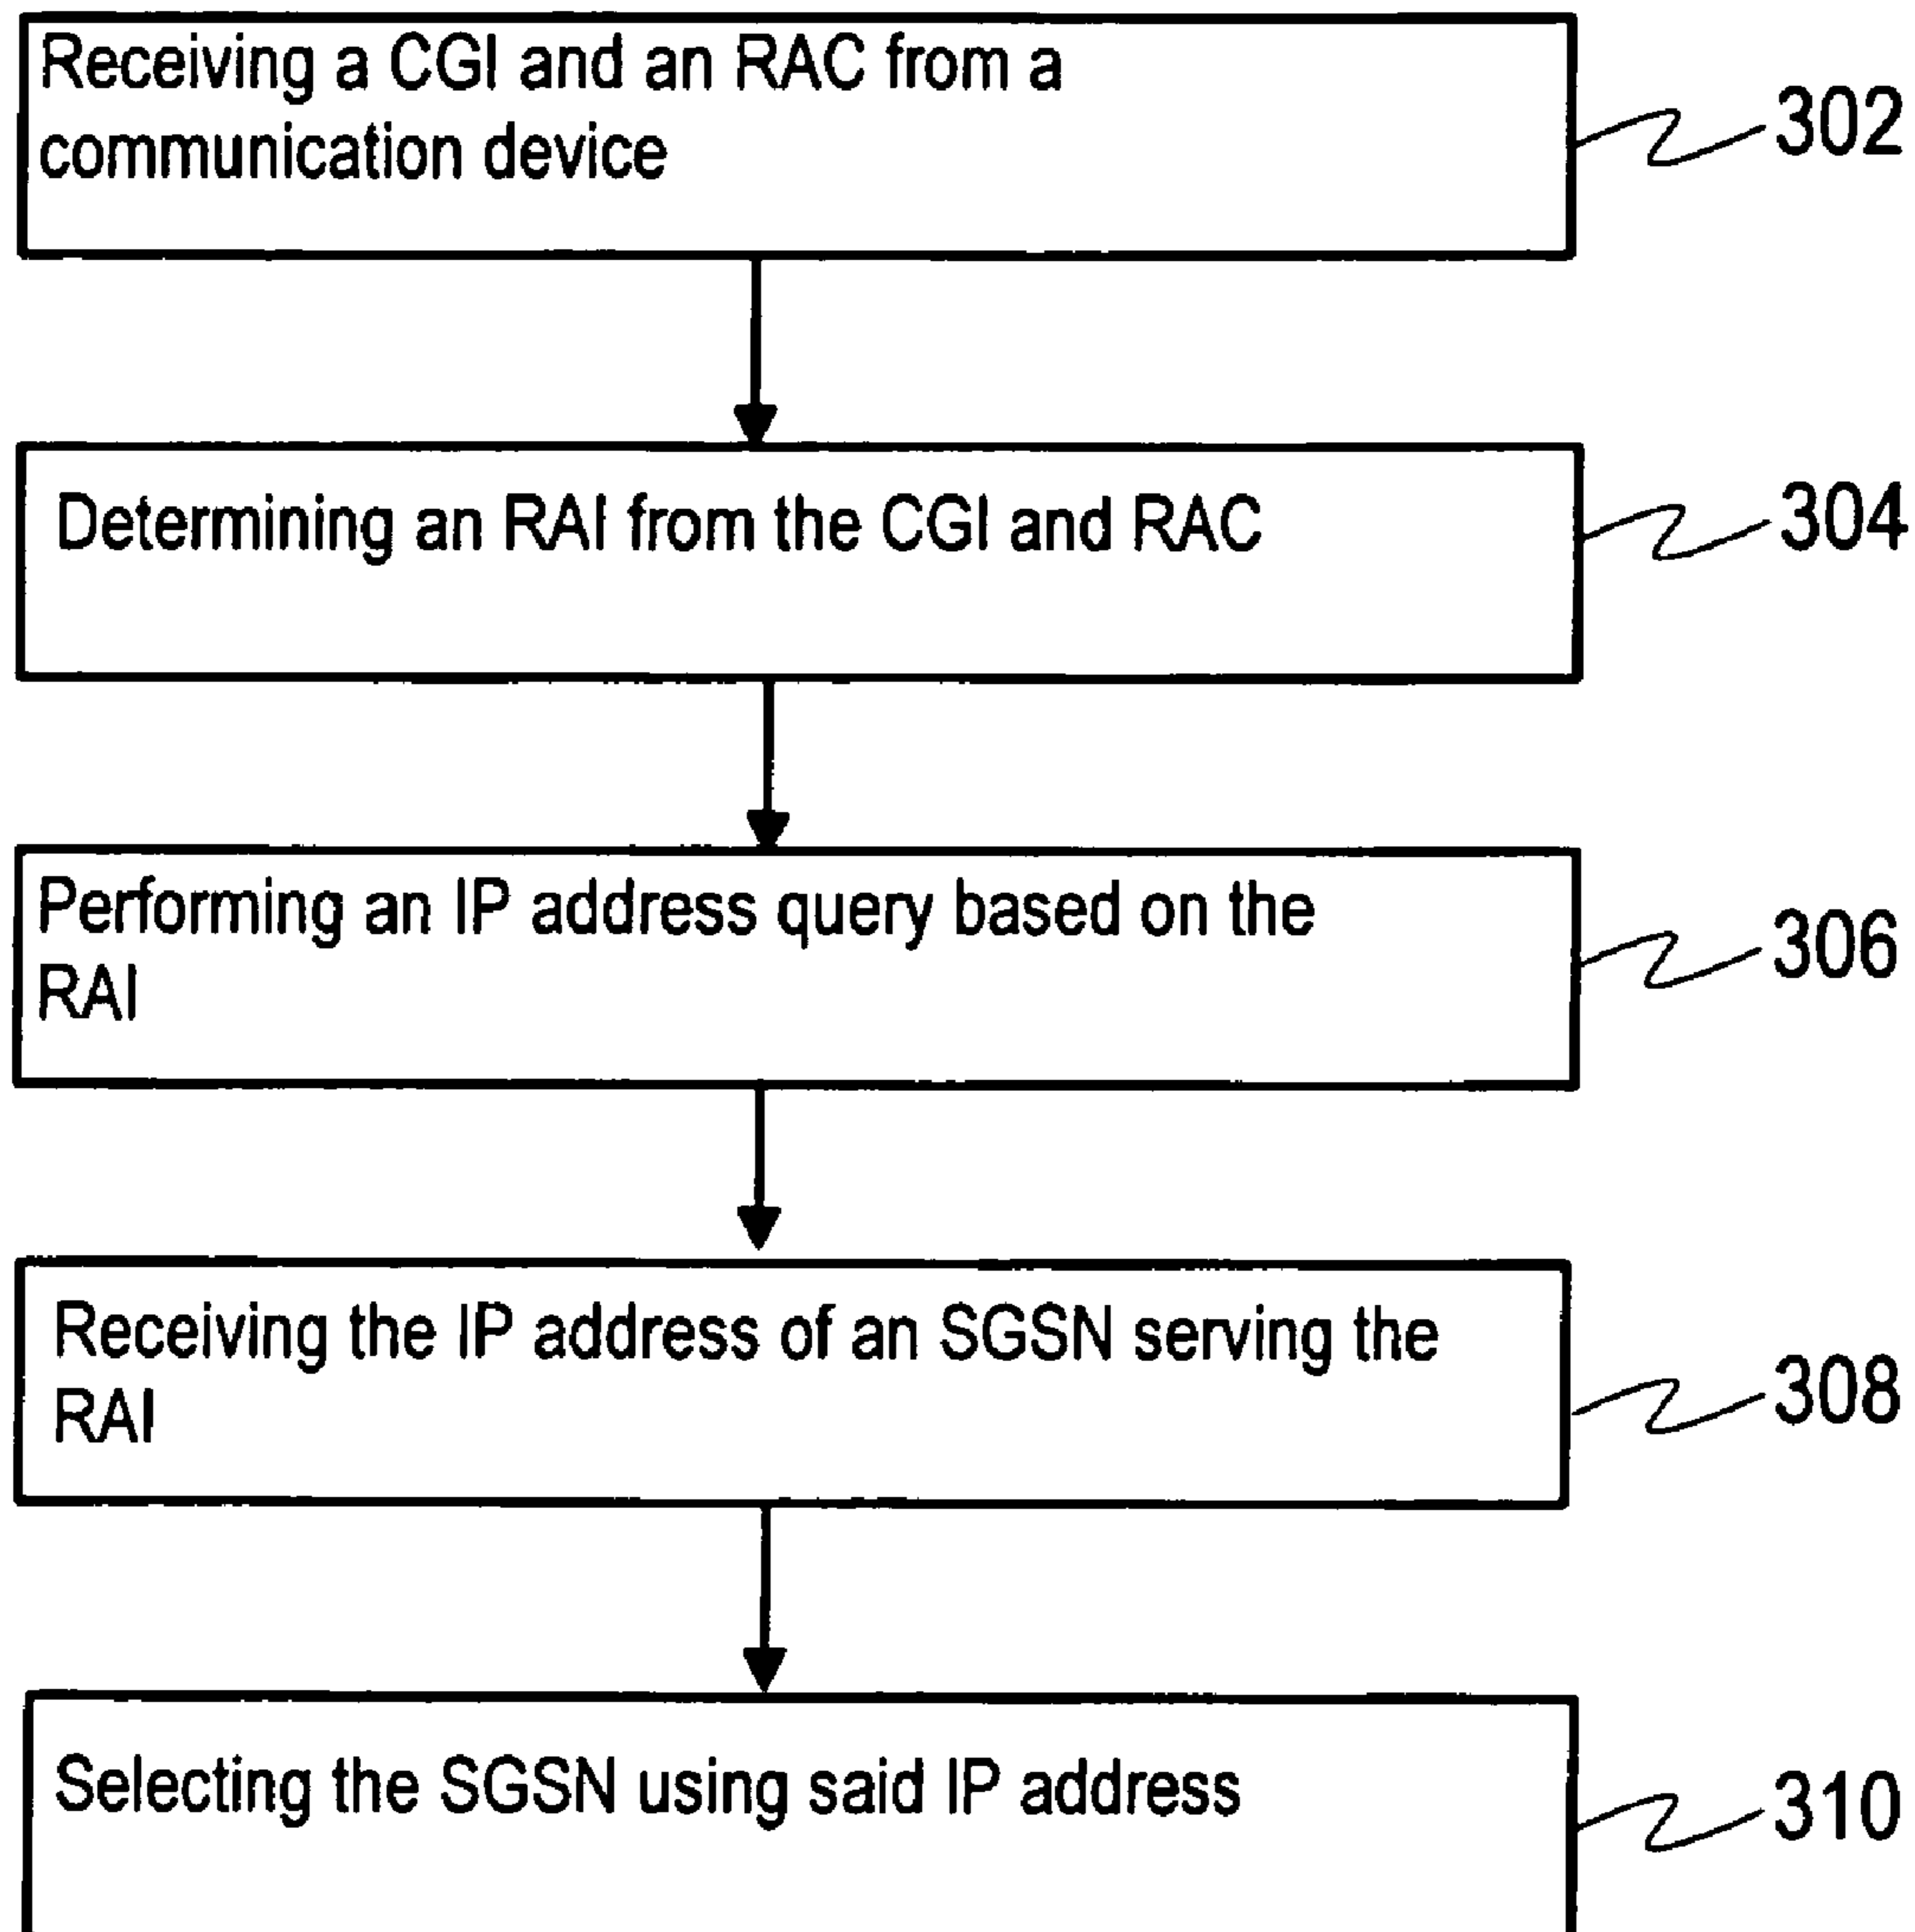 Receiving a CGI and an RAC from a
communication device
302
Determining an RAI from the CGI and RAC
304
Performing an IP address query based on the
RAI
306
Receiving the IP address of an SGSN serving the
RAI
308
Selecting the SGSN using said IP address
310